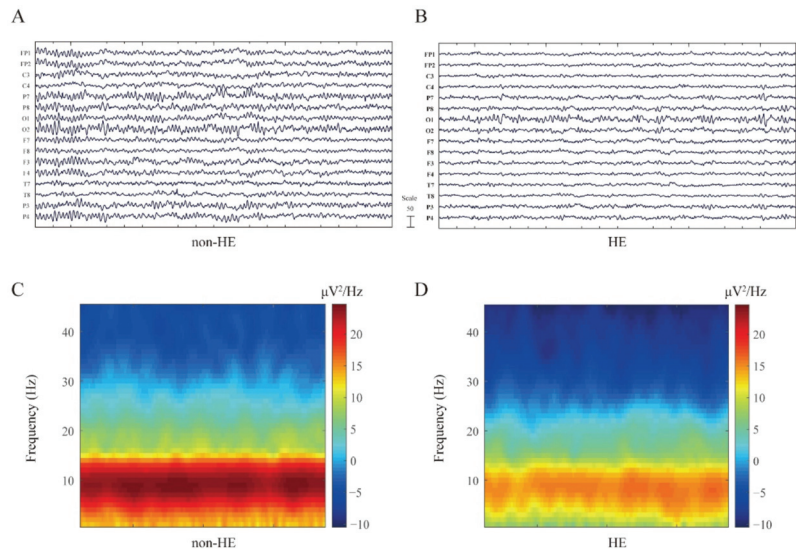 A
FP1
FP2
C3
C4
P7
P8
O1
O2
F7
F8
F3
F4
T7
T8
P3
P4
non-HE
B
FP1
FP2
C3
C4
P7
P8
O1
O2
F7
F8
F3
F4
T7
T8
P3
P4
Scale
50
HE
C
μV²/Hz
Frequency (Hz)
40
30
20
10
20
15
10
5
0
−5
−10
non-HE
D
μV²/Hz
Frequency (Hz)
40
30
20
10
20
15
10
5
0
−5
−10
HE